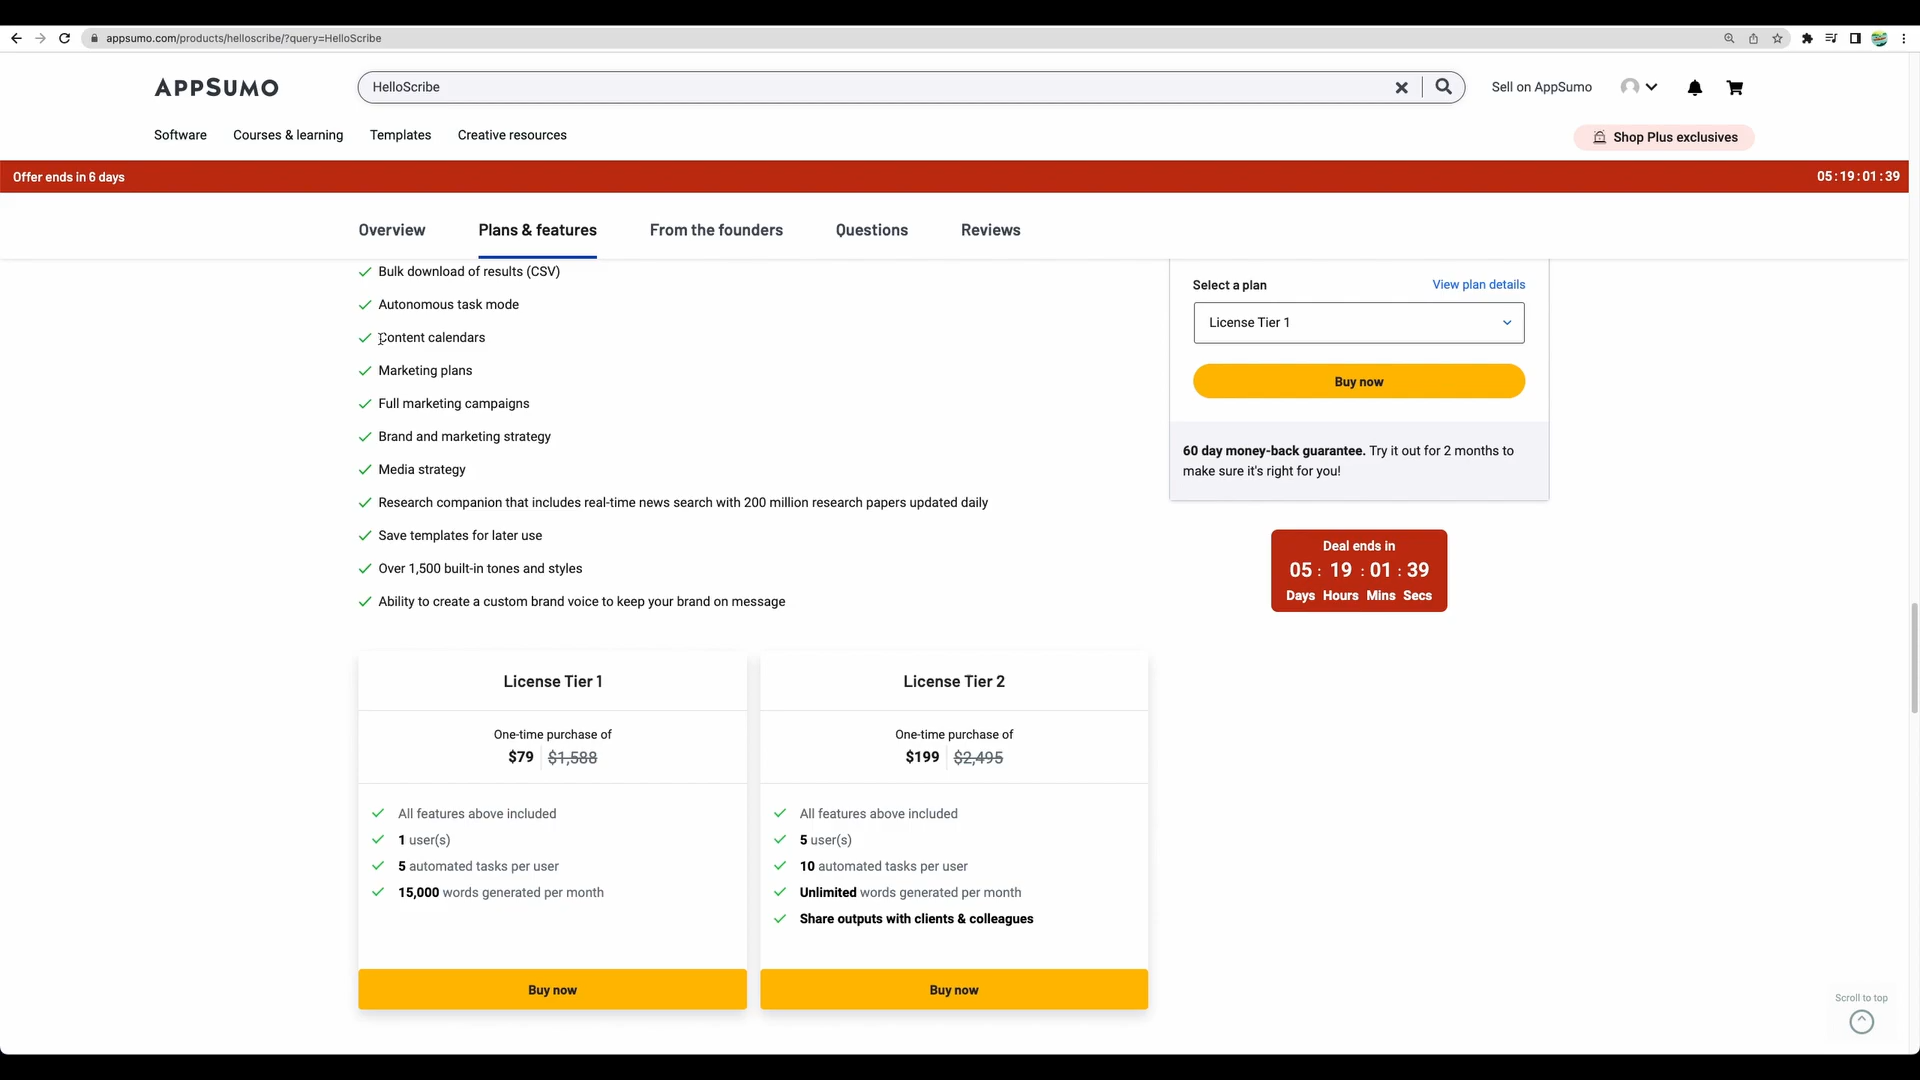 appsumo.com/products/helloscribe/?query=HelloScribe
APPSUMO
HelloScribe
Sell on AppSumo
Software
Courses & learning
Templates
Creative resources
Shop Plus exclusives
Offer ends in 6 days
05:19:01:39
Overview
Plans & features
From the founders
Questions
Reviews
Bulk download of results (CSV)
Autonomous task mode
Content calendars
Marketing plans
Full marketing campaigns
Brand and marketing strategy
Media strategy
Research companion that includes real-time news search with 200 million research papers updated daily
Save templates for later use
Over 1,500 built-in tones and styles
Ability to create a custom brand voice to keep your brand on message
Select a plan
View plan details
License Tier 1
Buy now
60 day money-back guarantee. Try it out for 2 months to
make sure it's right for you!
Deal ends in
05 : 19 : 01 : 39
Days Hours Mins Secs
License Tier 1
One-time purchase of
$79 $1,588
All features above included
1 user(s)
5 automated tasks per user
15,000 words generated per month
Buy now
License Tier 2
One-time purchase of
$199 $2,495
All features above included
5 user(s)
10 automated tasks per user
Unlimited words generated per month
Share outputs with clients & colleagues
Buy now
Scroll to top